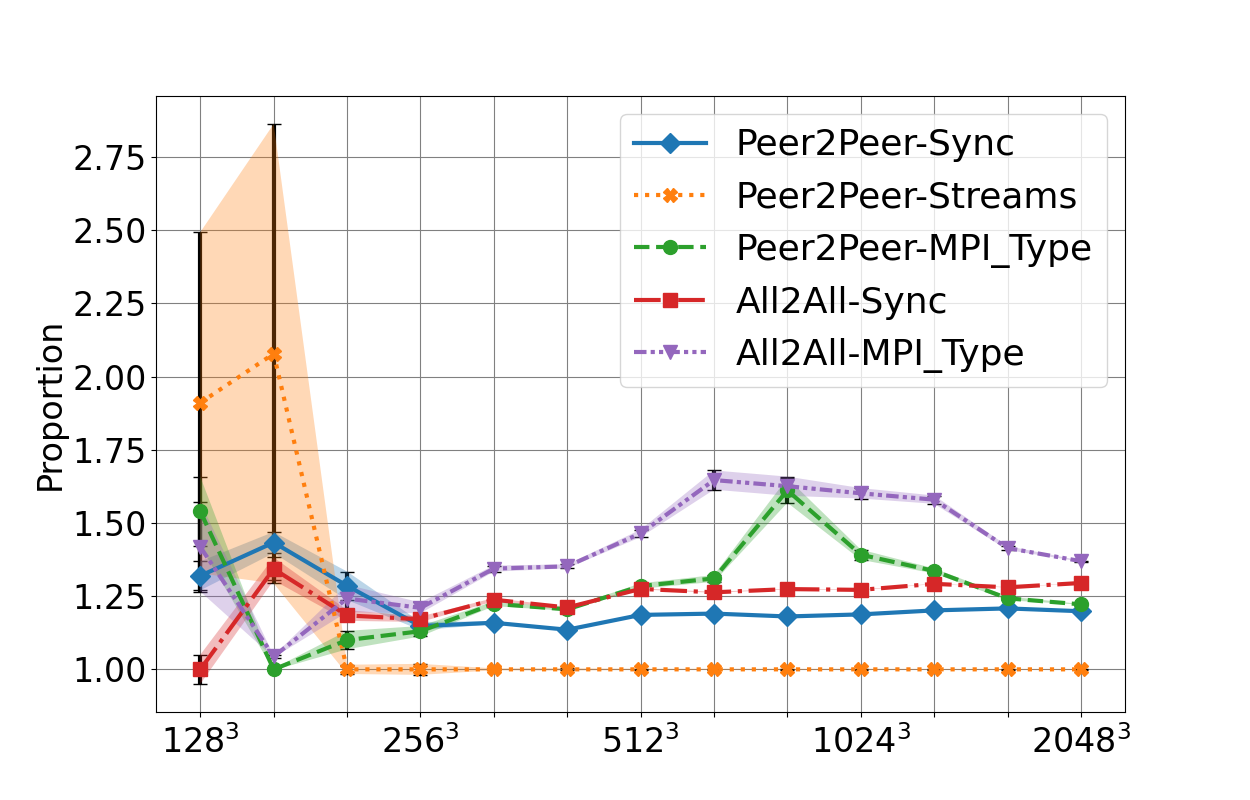 Proportion
2.75
2.50
2.25
2.00
1.75
1.50
1.25
1.00
128³
256³
512³
1024³
2048³
Peer2Peer-Sync
Peer2Peer-Streams
Peer2Peer-MPI_Type
All2All-Sync
All2All-MPI_Type